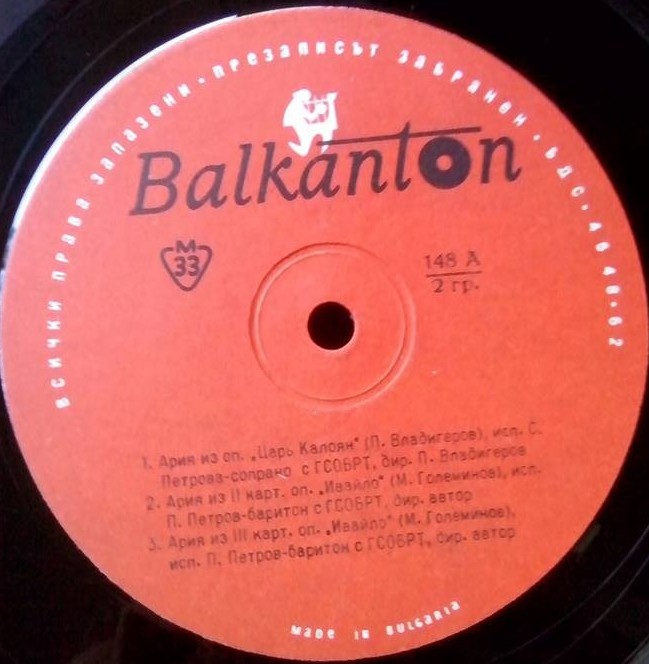 всички права запазени · презаписът забранен · БДС · 4848-62
Balkanton
М
33
148 А
2 гр.
1. Ария из оп. „Царь Калоян" (П. Владигеров), исп. С.
Петрова-сопрано с ГСОБРТ, дир. П. Владигеров
2. Ария из II карт. оп. „Ивайло" (М. Големинов), исп.
П. Петров-баритон с ГСОБРТ, дир. автор
3. Ария из III карт. оп. „Ивайло" (М. Големинов),
исп. П. Петров-баритон с ГСОБРТ, дир. автор
made in BULGARIA